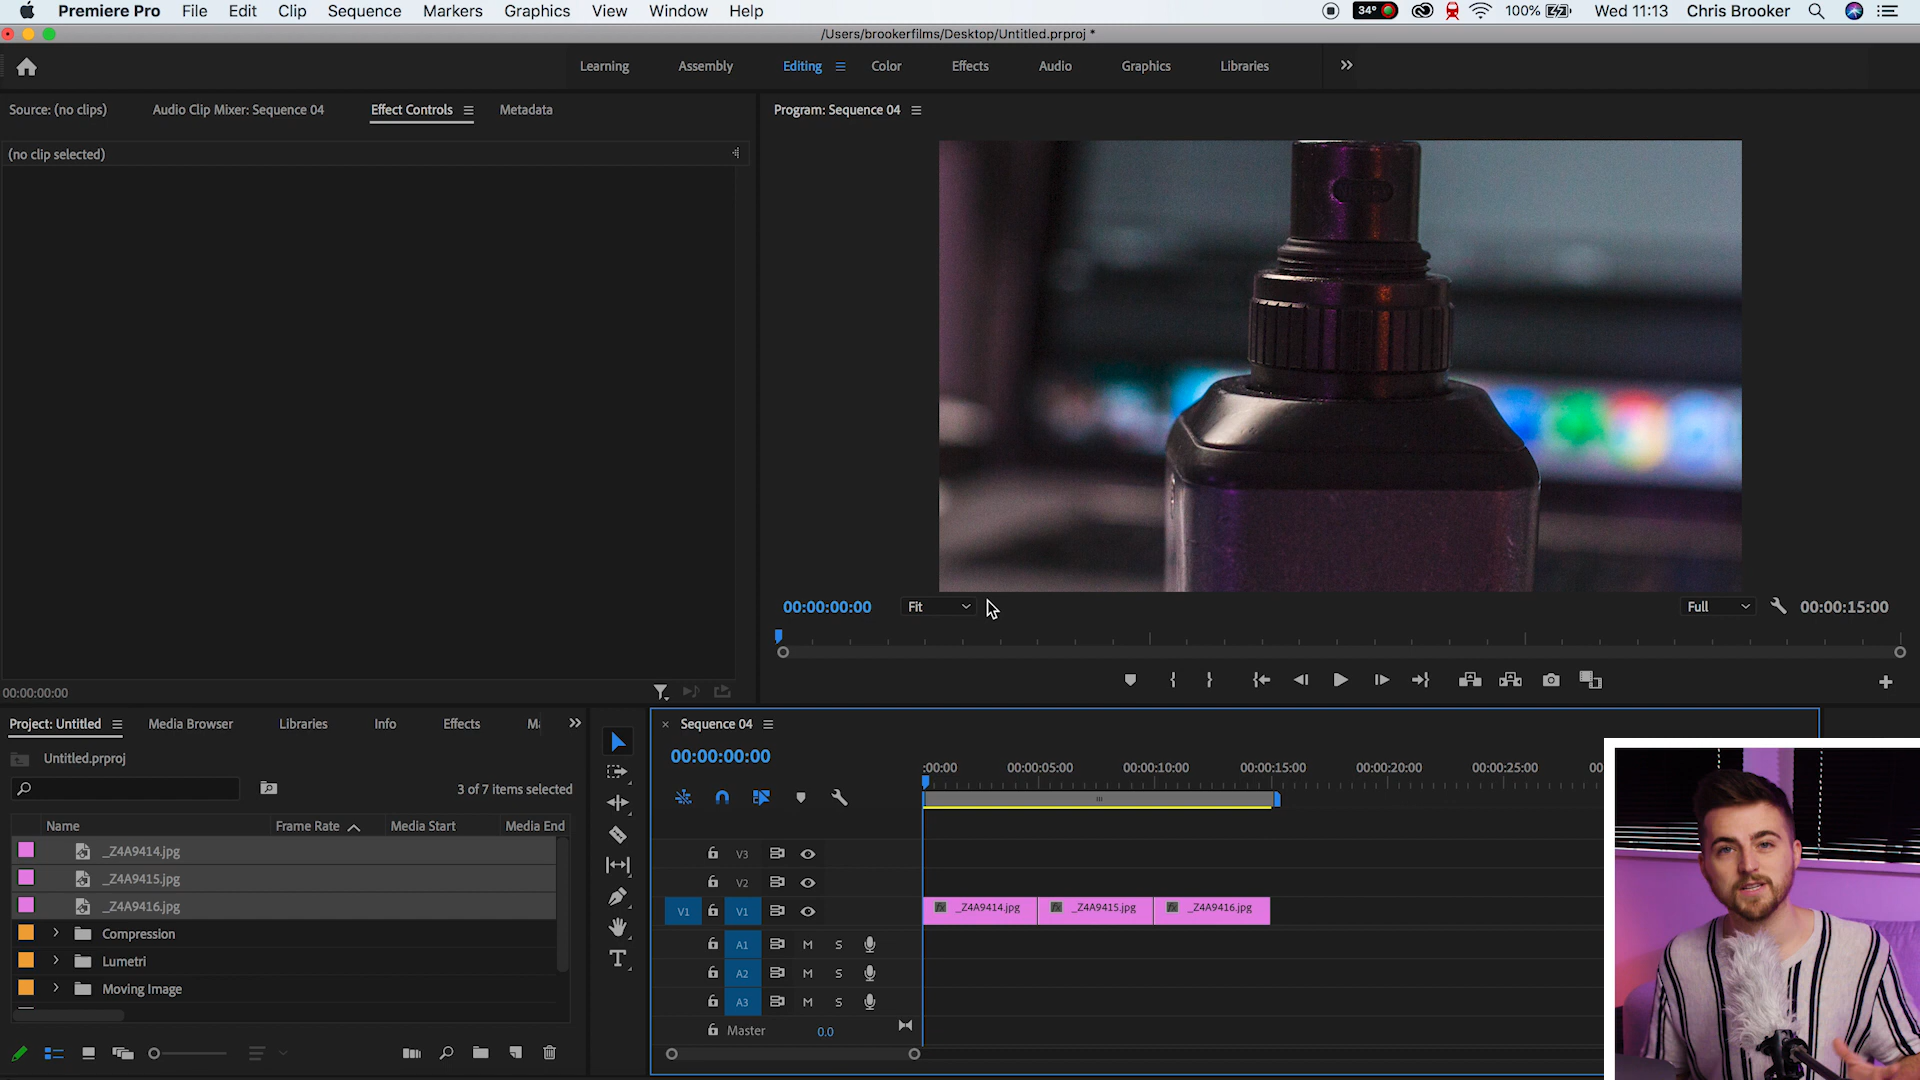 Premiere Pro File Edit Clip Sequence Markers Graphics View Window Help 34° 100% Wed 11:13 Chris Brooker
/Users/brookerfilms/Desktop/Untitled.prproj *
Learning Assembly Editing Color Effects Audio Graphics Libraries
Source: (no clips) Audio Clip Mixer: Sequence 04 Effect Controls Metadata
Program: Sequence 04
(no clip selected)
00:00:00:00 Fit Full 00:00:15:00
00:00:00:00
Project: Untitled Media Browser Libraries Info Effects
Untitled.prproj
3 of 7 items selected
Name Frame Rate Media Start Media End
_Z4A9414.jpg
_Z4A9415.jpg
_Z4A9416.jpg
Compression
Lumetri
Moving Image
Sequence 04
00:00:00:00
:00:00 00:00:05:00 00:00:10:00 00:00:15:00 00:00:20:00 00:00:25:00 00
V3
V2
V1 V1 _Z4A9414.jpg _Z4A9415.jpg _Z4A9416.jpg
A1 M S
A2 M S
A3 M S
Master 0.0